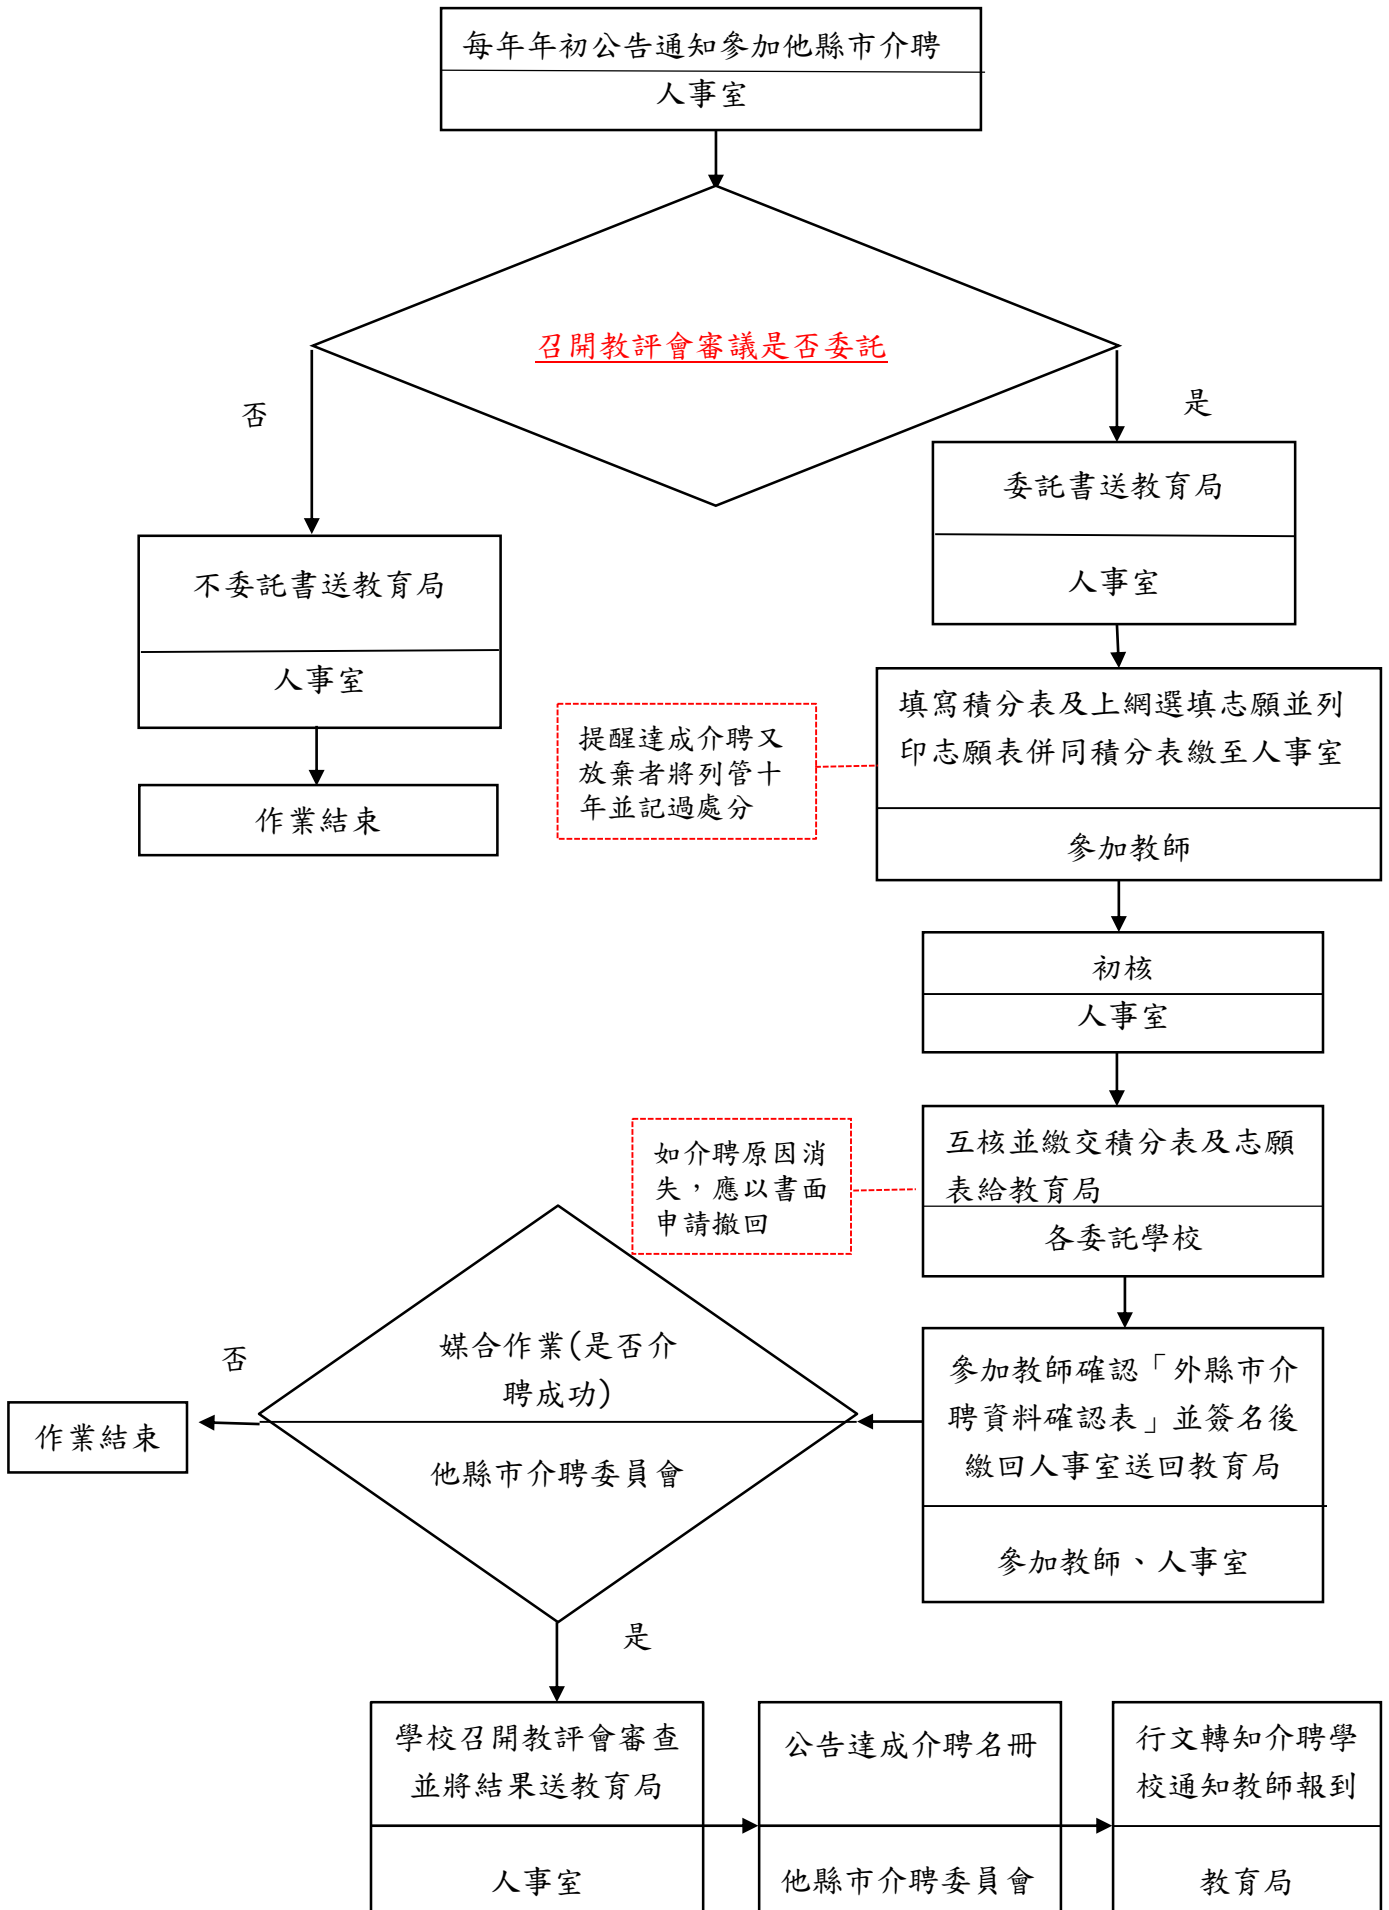 每年年初公告通知參加他縣市介聘
人事室
召開教評會審議是否委託
否
是
委託書送教育局
人事室
不委託書送教育局
人事室
作業結束
提醒達成介聘又
放棄者將列管十
年並記過處分
填寫積分表及上網選填志願並列
印志願表併同積分表繳至人事室
參加教師
初核
人事室
如介聘原因消
失，應以書面
申請撤回
互核並繳交積分表及志願
表給教育局
各委託學校
參加教師確認「外縣市介
聘資料確認表」並簽名後
繳回人事室送回教育局
參加教師、人事室
媒合作業(是否介
聘成功)
他縣市介聘委員會
否
作業結束
是
學校召開教評會審查
並將結果送教育局
人事室
公告達成介聘名冊
他縣市介聘委員會
行文轉知介聘學
校通知教師報到
教育局